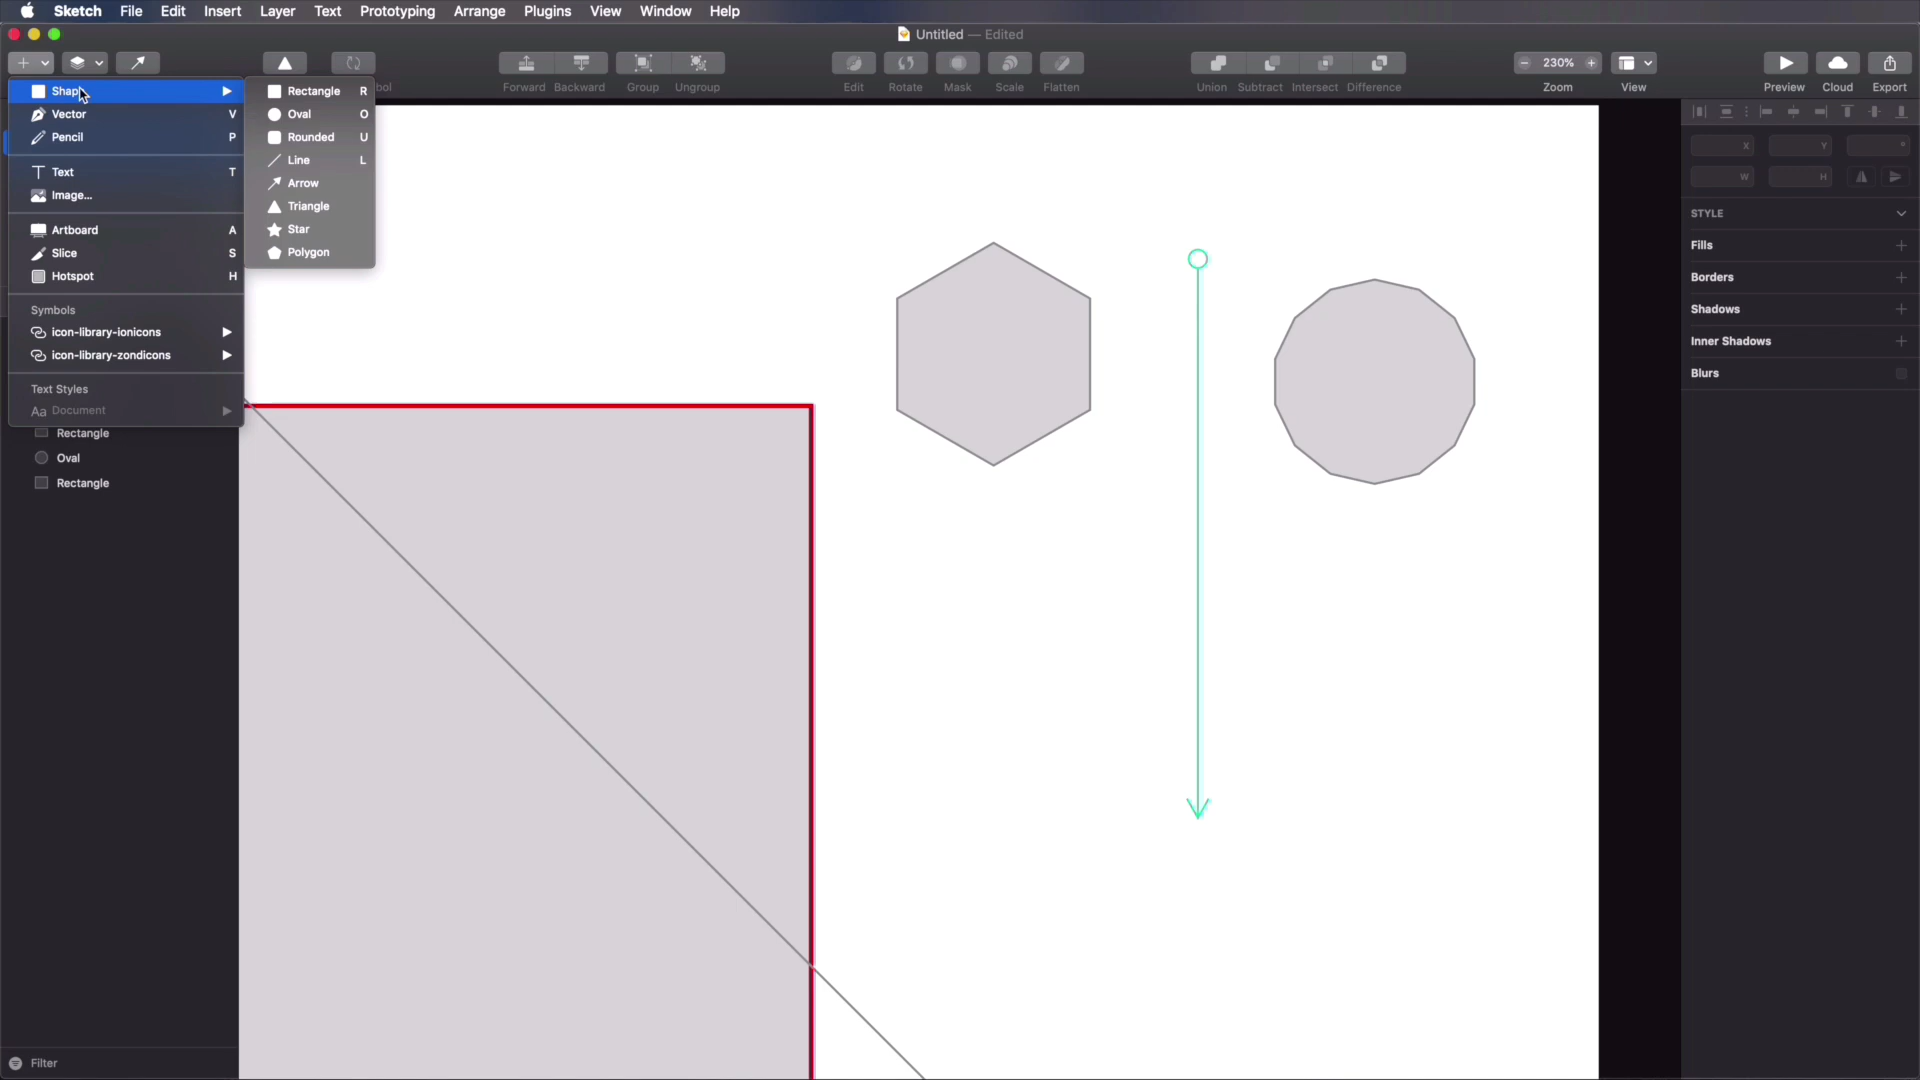 Sketch File Edit Insert Layer Text Prototyping Arrange Plugins View Window Help
Untitled — Edited
230%
bol Forward Backward Group Ungroup Edit Rotate Mask Scale Flatten Union Subtract Intersect Difference Zoom View Preview Cloud Export
Shap
Vector V
Pencil P
Text T
Image...
Artboard A
Slice S
Hotspot H
Symbols
icon-library-ionicons
icon-library-zondicons
Text Styles
Aa Document
Rectangle R
Oval O
Rounded U
Line L
Arrow
Triangle
Star
Polygon
Rectangle
Oval
Rectangle
Filter
X Y °
W H
STYLE
Fills
Borders
Shadows
Inner Shadows
Blurs